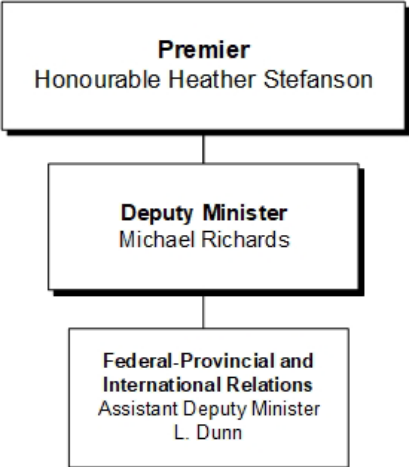 Premier
Honourable Heather Stefanson
Deputy Minister
Michael Richards
Federal-Provincial and
International Relations
Assistant Deputy Minister
L. Dunn